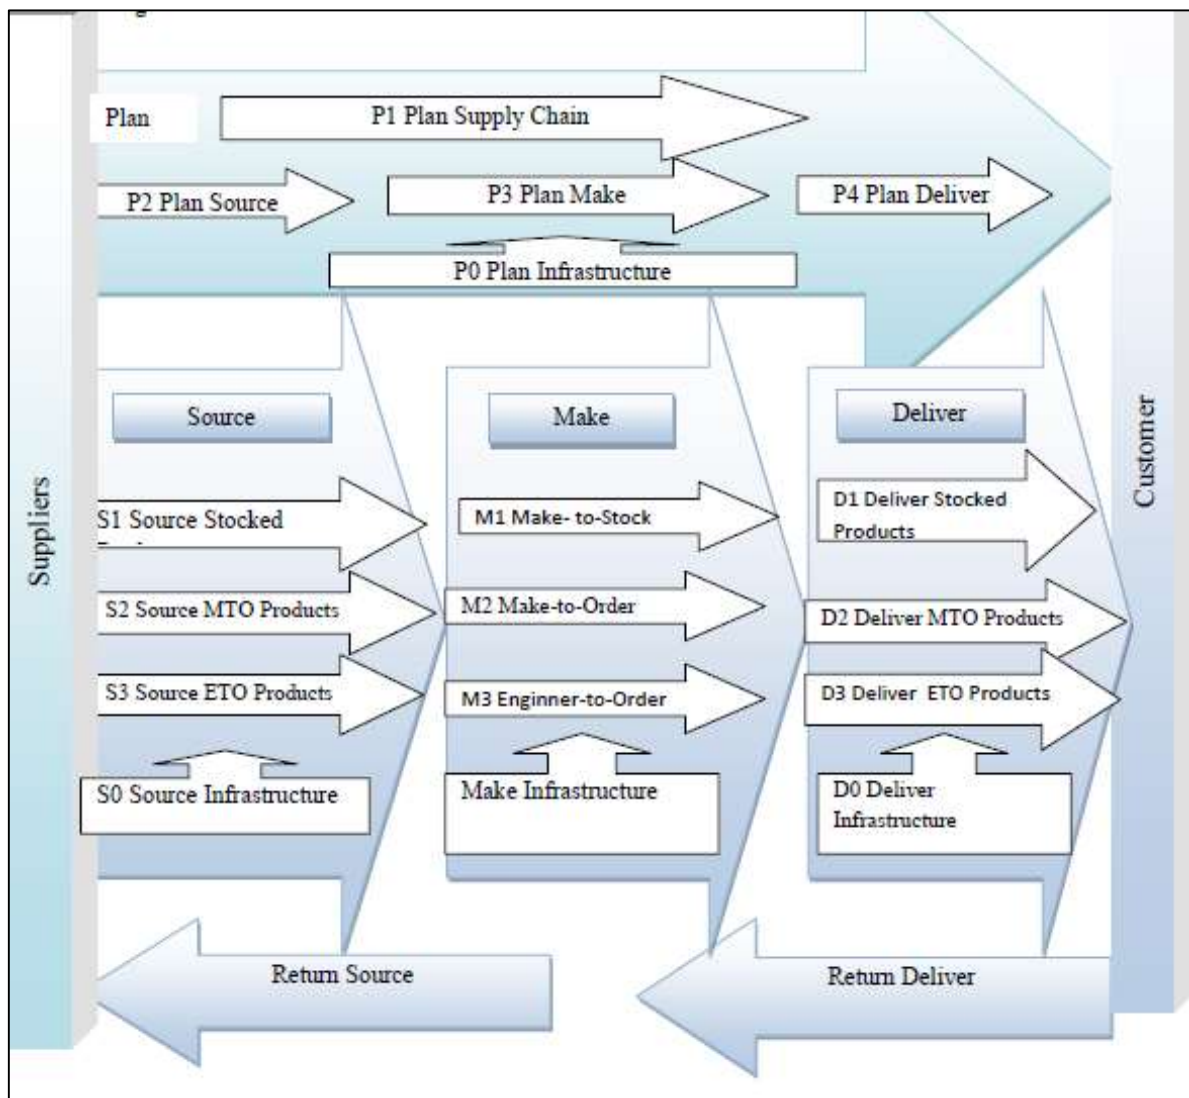 Plan
P1 Plan Supply Chain
P2 Plan Source
P3 Plan Make
P4 Plan Deliver
P0 Plan Infrastructure
Suppliers
Customer
Source
Make
Deliver
S1 Source Stocked
M1 Make- to-Stock
D1 Deliver Stocked
Products
S2 Source MTO Products
M2 Make-to-Order
D2 Deliver MTO Products
S3 Source ETO Products
M3 Enginner-to-Order
D3 Deliver ETO Products
S0 Source Infrastructure
Make Infrastructure
D0 Deliver
Infrastructure
Return Source
Return Deliver